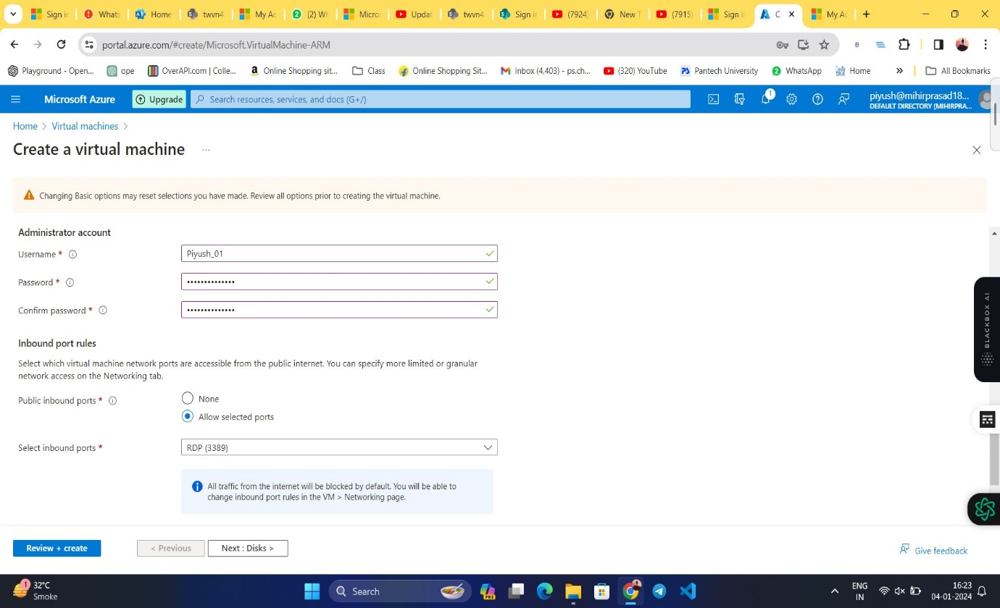 Sign in
Whats
Home
twvn4
My Ac
(2) Wh
Micros
Updat
twvn4
Sign in
(7924)
New T
(7915)
Sign in
C
My Ac
portal.azure.com/#create/Microsoft.VirtualMachine-ARM
B
Playground - Open...
ope
OverAPI.com | Colle...
Online Shopping sit...
Class
Online Shopping Sit...
Inbox (4,403) - ps.ch...
(320) YouTube
Pantech University
WhatsApp
Home
»
All Bookmarks
Microsoft Azure
Upgrade
Search resources, services, and docs (G+/)
1
piyush@mihirprasad18...
DEFAULT DIRECTORY (MIHIRPRA...
Home > Virtual machines >
Create a virtual machine ...
Changing Basic options may reset selections you have made. Review all options prior to creating the virtual machine.
Administrator account
Username *
Piyush_01
Password *
••••••••••••••
Confirm password *
••••••••••••••
Inbound port rules
Select which virtual machine network ports are accessible from the public internet. You can specify more limited or granular
network access on the Networking tab.
Public inbound ports *
None
Allow selected ports
Select inbound ports *
RDP (3389)
All traffic from the internet will be blocked by default. You will be able to
change inbound port rules in the VM > Networking page.
BLACKBOX AI
Review + create
< Previous
Next : Disks >
Give feedback
1
32°C
Smoke
Search
PRE
ENG
IN
16:23
04-01-2024